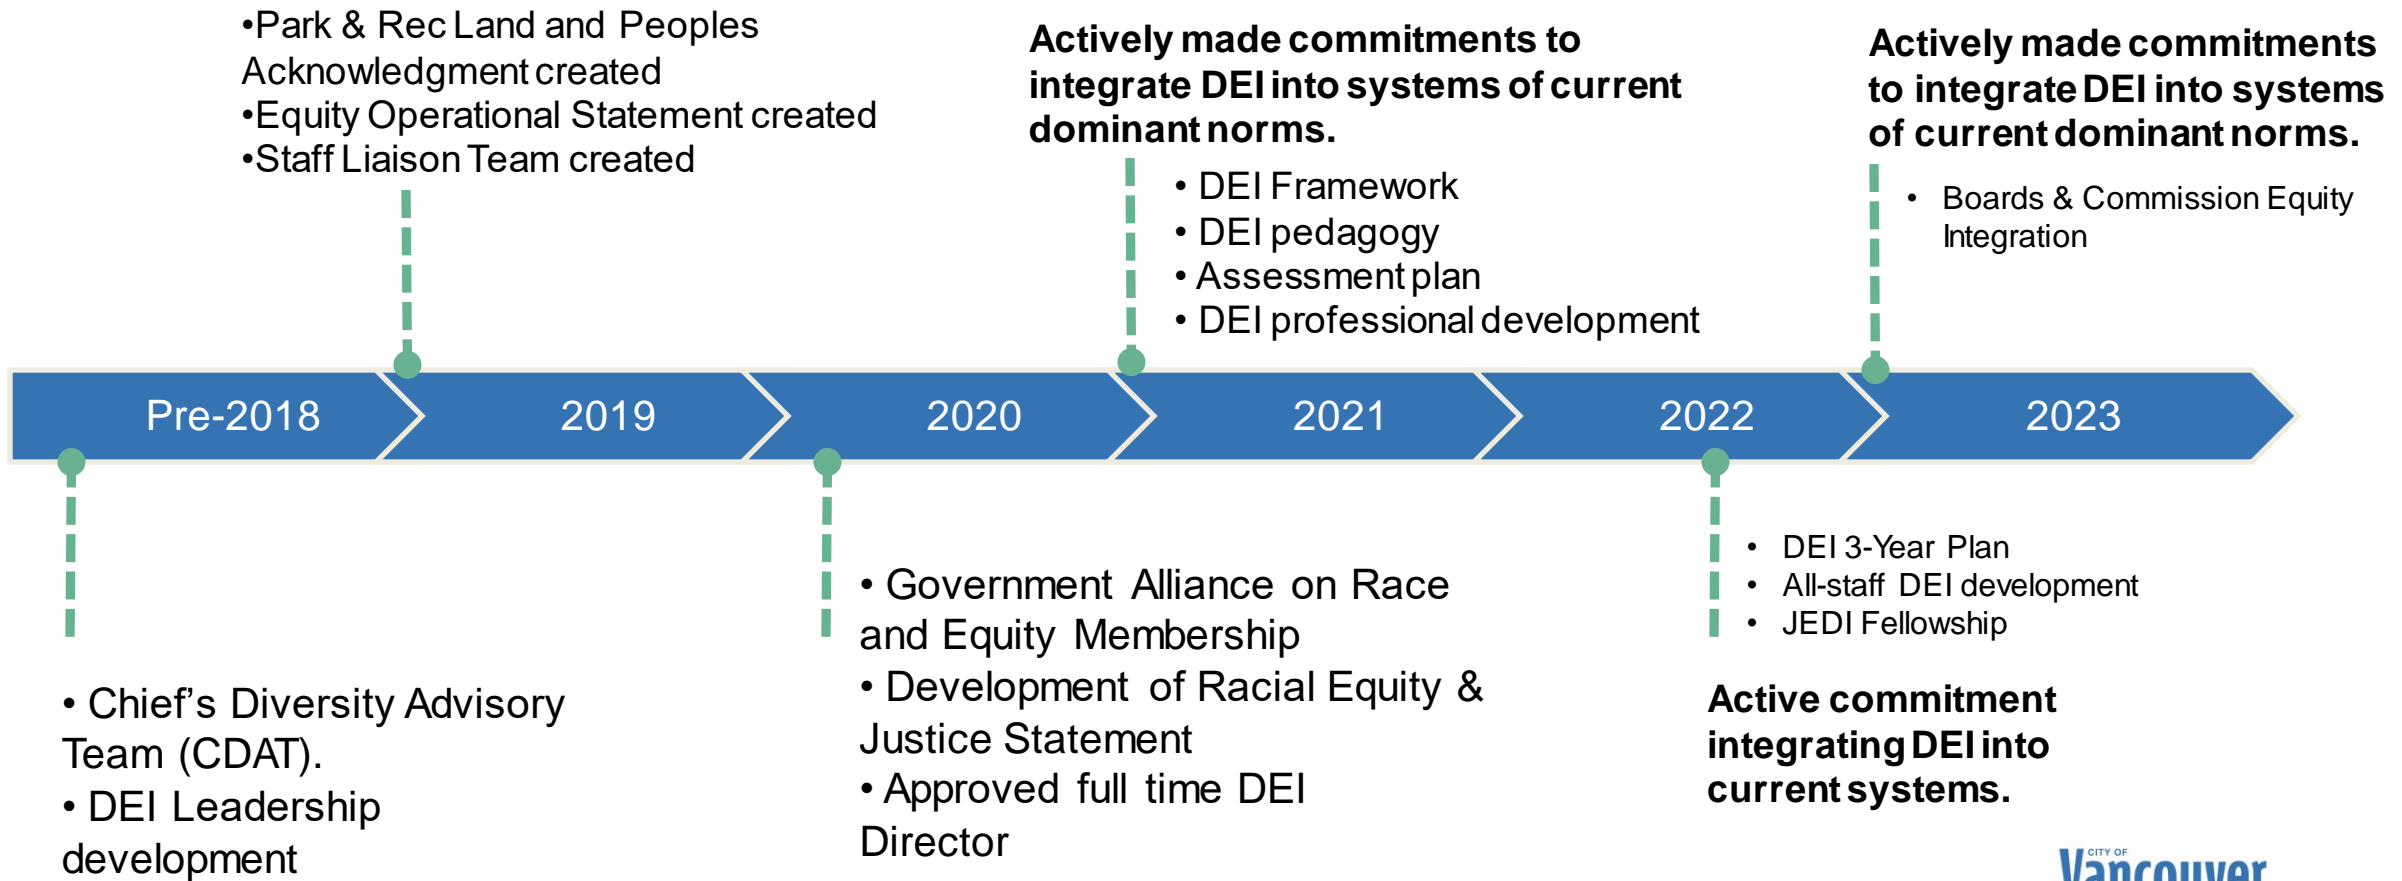 •Park & Rec Land and Peoples
Acknowledgment created
•Equity Operational Statement created
•Staff Liaison Team created
Actively made commitments to
integrate DEI into systems of current
dominant norms.
• DEI Framework
• DEI pedagogy
• Assessment plan
• DEI professional development
Actively made commitments
to integrate DEI into systems
of current dominant norms.
• Boards & Commission Equity
Integration
Pre-2018
2019
2020
2021
2022
2023
• Chief’s Diversity Advisory
Team (CDAT).
• DEI Leadership
development
• Government Alliance on Race
and Equity Membership
• Development of Racial Equity &
Justice Statement
• Approved full time DEI
Director
• DEI 3-Year Plan
• All-staff DEI development
• JEDI Fellowship
Active commitment
integrating DEI into
current systems.
CITY OF
Vancouver